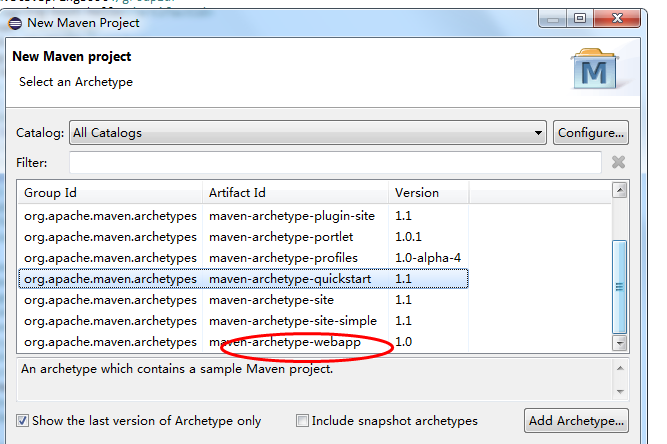 New Maven Project
New Maven project
Select an Archetype
M
Catalog: All Catalogs Configure...
Filter:
Group Id Artifact Id Version
org.apache.maven.archetypes maven-archetype-plugin-site 1.1
org.apache.maven.archetypes maven-archetype-portlet 1.0.1
org.apache.maven.archetypes maven-archetype-profiles 1.0-alpha-4
org.apache.maven.archetypes maven-archetype-quickstart 1.1
org.apache.maven.archetypes maven-archetype-site 1.1
org.apache.maven.archetypes maven-archetype-site-simple 1.1
org.apache.maven.archetypes maven-archetype-webapp 1.0
An archetype which contains a sample Maven project.
Show the last version of Archetype only Include snapshot archetypes Add Archetype...